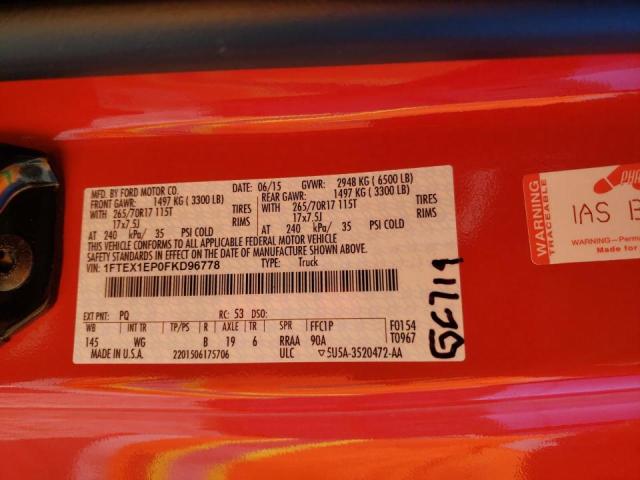 MFD. BY FORD MOTOR CO.
DATE: 06/15 GVWR: 2948 KG ( 6500 LB)
FRONT GAWR: 1497 KG ( 3300 LB) REAR GAWR: 1497 KG ( 3300 LB)
WITH 265/70R17 115T TIRES WITH 265/70R17 115T TIRES
17x7.5J RIMS 17x7.5J RIMS
AT 240 kPa/ 35 PSI COLD AT 240 kPa/ 35 PSI COLD
THIS VEHICLE CONFORMS TO ALL APPLICABLE FEDERAL MOTOR VEHICLE
SAFETY STANDARDS IN EFFECT ON THE DATE OF MANUFACTURE SHOWN ABOVE.
VIN: 1FTEX1EP0FKD96778 TYPE: Truck
EXT PNT: PQ RC: 53 DSO:
WB INT TR TP/PS R AXLE TR SPR FFC1P F0154
145 WG B 19 6 RRAA 90A T0967
MADE IN U.S.A. 2201506175706 ULC 5U5A-3520472-AA
WARNING
TRACEABLE
IAS
WARNIN
Made for